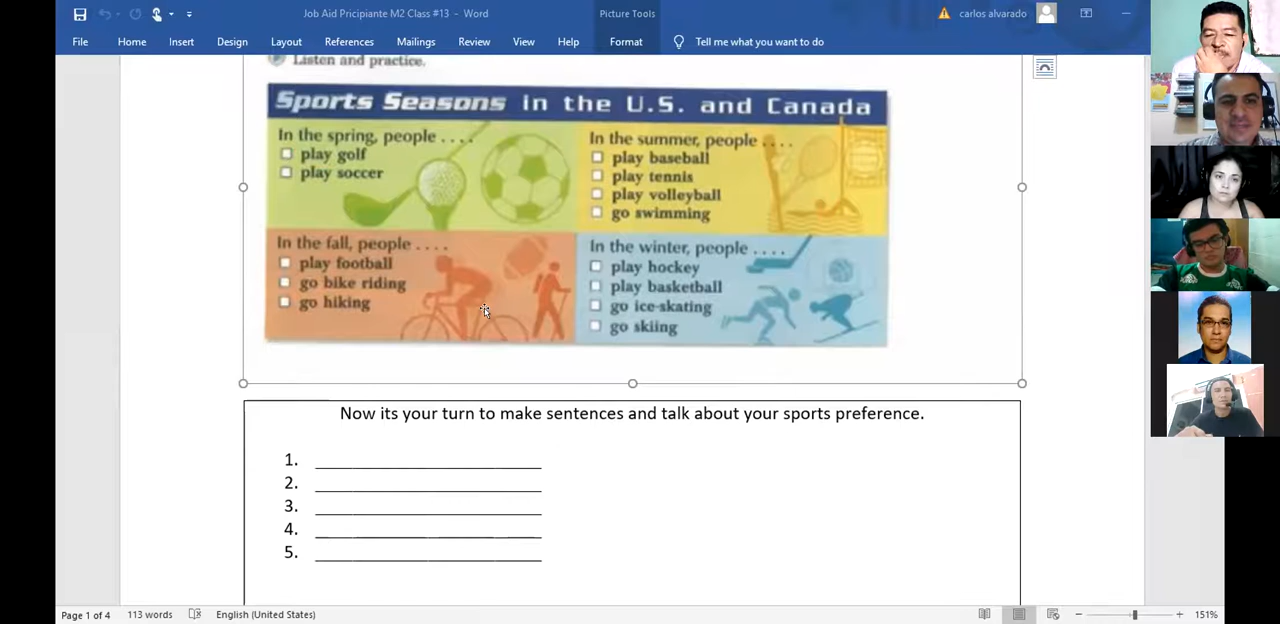 Job Aid Pricipiante M2 Class #13 - Word
Picture Tools
carlos alvarado
File Home Insert Design Layout References Mailings Review View Help Format Tell me what you want to do
Listen and practice.
Sports Seasons in the U.S. and Canada
In the spring, people . . . .
play golf
play soccer
In the summer, people . . . .
play baseball
play tennis
play volleyball
go swimming
In the fall, people . . . .
play football
go bike riding
go hiking
In the winter, people . . . .
play hockey
play basketball
go ice-skating
go skiing
Now its your turn to make sentences and talk about your sports preference.
1. ____________________
2. ____________________
3. ____________________
4. ____________________
5. ____________________
Page 1 of 4 113 words English (United States) 151%